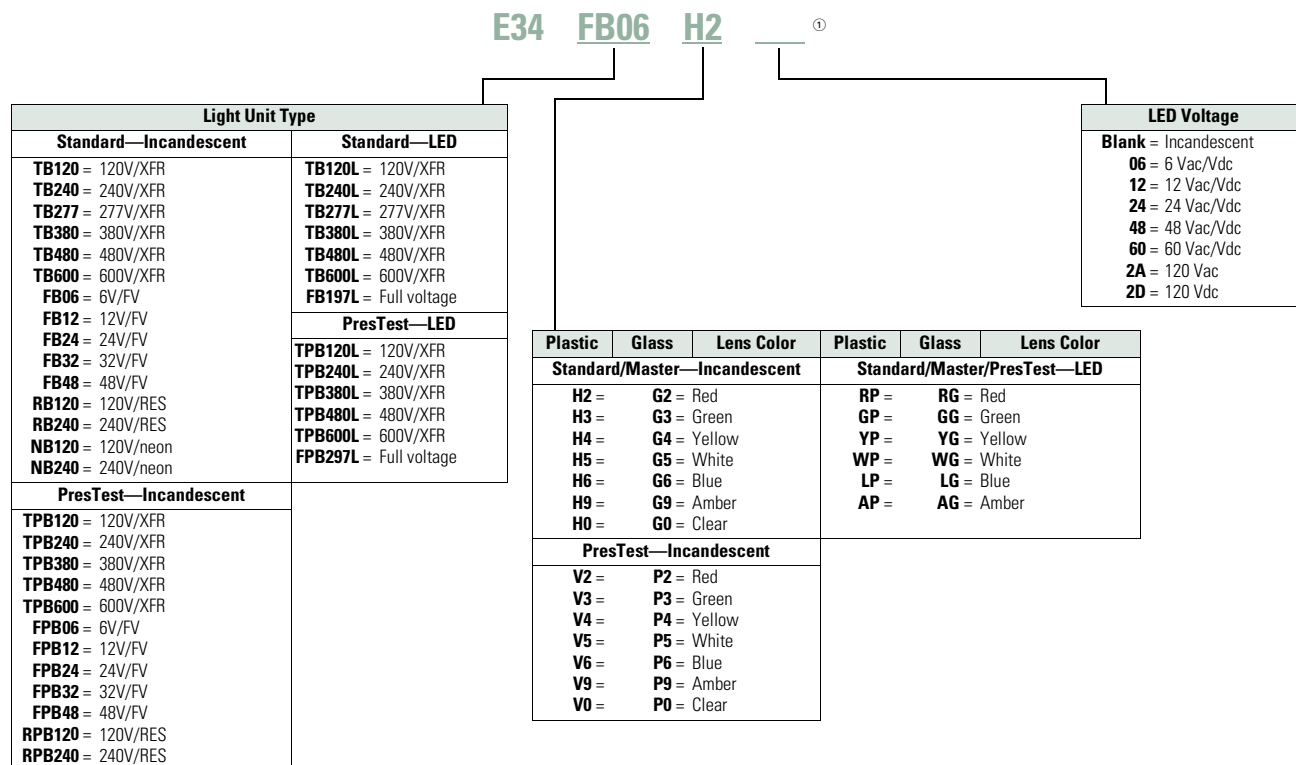 E34 FB06 H2 ___ ①
Light Unit Type
Standard—Incandescent
TB120 = 120V/XFR
TB240 = 240V/XFR
TB277 = 277V/XFR
TB380 = 380V/XFR
TB480 = 480V/XFR
TB600 = 600V/XFR
FB06 = 6V/FV
FB12 = 12V/FV
FB24 = 24V/FV
FB32 = 32V/FV
FB48 = 48V/FV
RB120 = 120V/RES
RB240 = 240V/RES
NB120 = 120V/neon
NB240 = 240V/neon
PresTest—Incandescent
TPB120 = 120V/XFR
TPB240 = 240V/XFR
TPB380 = 380V/XFR
TPB480 = 480V/XFR
TPB600 = 600V/XFR
FPB06 = 6V/FV
FPB12 = 12V/FV
FPB24 = 24V/FV
FPB32 = 32V/FV
FPB48 = 48V/FV
RPB120 = 120V/RES
RPB240 = 240V/RES
Standard—LED
TB120L = 120V/XFR
TB240L = 240V/XFR
TB277L = 277V/XFR
TB380L = 380V/XFR
TB480L = 480V/XFR
TB600L = 600V/XFR
FB197L = Full voltage
PresTest—LED
TPB120L = 120V/XFR
TPB240L = 240V/XFR
TPB380L = 380V/XFR
TPB480L = 480V/XFR
TPB600L = 600V/XFR
FPB297L = Full voltage
Plastic Glass Lens Color
Standard/Master—Incandescent
H2 = G2 = Red
H3 = G3 = Green
H4 = G4 = Yellow
H5 = G5 = White
H6 = G6 = Blue
H9 = G9 = Amber
H0 = G0 = Clear
PresTest—Incandescent
V2 = P2 = Red
V3 = P3 = Green
V4 = P4 = Yellow
V5 = P5 = White
V6 = P6 = Blue
V9 = P9 = Amber
V0 = P0 = Clear
Plastic Glass Lens Color
Standard/Master/PresTest—LED
RP = RG = Red
GP = GG = Green
YP = YG = Yellow
WP = WG = White
LP = LG = Blue
AP = AG = Amber
LED Voltage
Blank = Incandescent
06 = 6 Vac/Vdc
12 = 12 Vac/Vdc
24 = 24 Vac/Vdc
48 = 48 Vac/Vdc
60 = 60 Vac/Vdc
2A = 120 Vac
2D = 120 Vdc